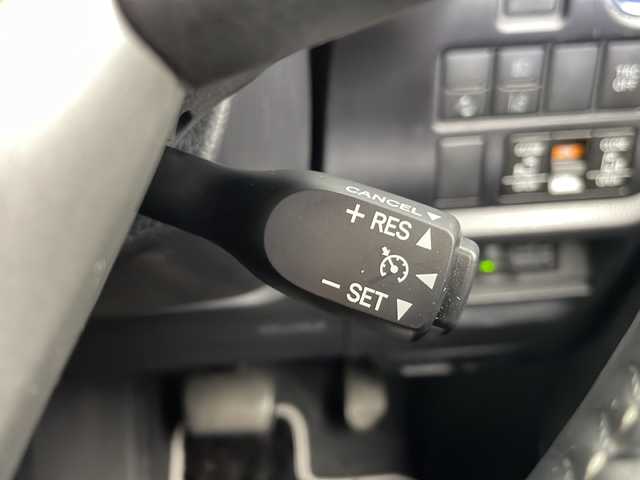 CANCEL ▼
+ RES ▲
− SET ▼